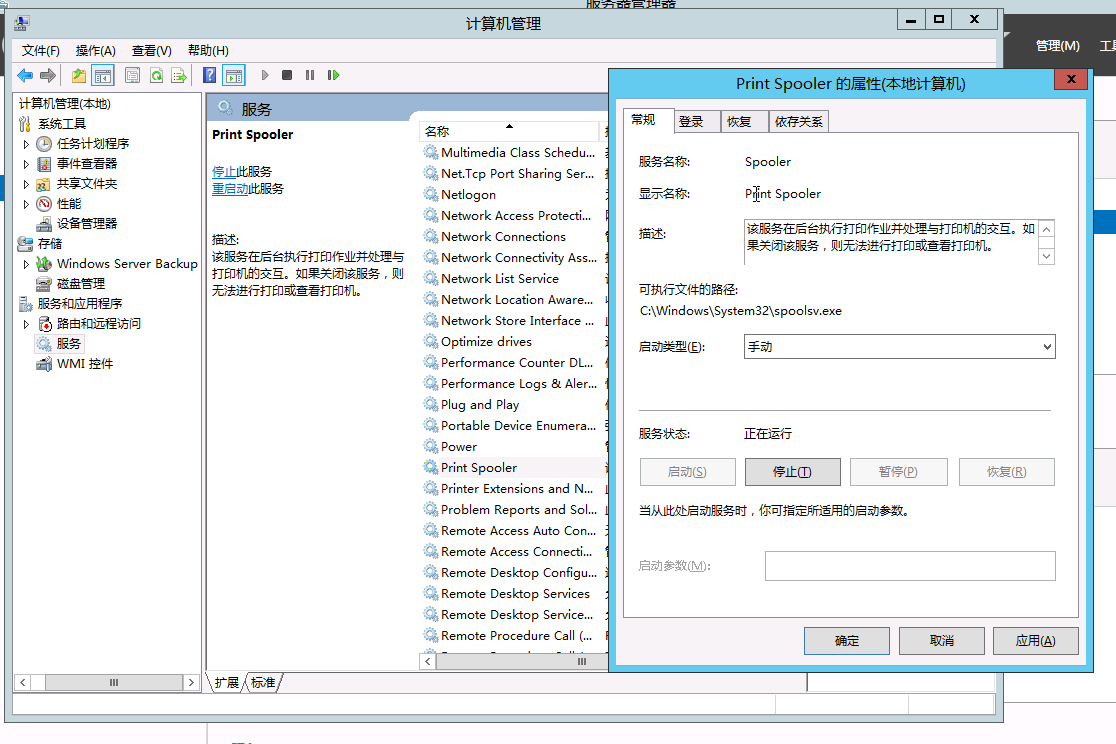 服务器管理器
计算机管理
管理(M)
文件(F) 操作(A) 查看(V) 帮助(H)
计算机管理(本地)
系统工具
任务计划程序
事件查看器
共享文件夹
性能
设备管理器
存储
Windows Server Backup
磁盘管理
服务和应用程序
路由和远程访问
服务
WMI 控件
服务
Print Spooler
停止此服务
重启动此服务
描述:
该服务在后台执行打印作业并处理与
打印机的交互。如果关闭该服务，则
无法进行打印或查看打印机。
名称
Multimedia Class Schedu...
Net.Tcp Port Sharing Ser...
Netlogon
Network Access Protecti...
Network Connections
Network Connectivity Ass...
Network List Service
Network Location Aware...
Network Store Interface ...
Optimize drives
Performance Counter DL...
Performance Logs & Aler...
Plug and Play
Portable Device Enumera...
Power
Print Spooler
Printer Extensions and N...
Problem Reports and Sol...
Remote Access Auto Con...
Remote Access Connecti...
Remote Desktop Configu...
Remote Desktop Services
Remote Desktop Service...
Remote Procedure Call (...
扩展 标准
Print Spooler 的属性(本地计算机)
常规 登录 恢复 依存关系
服务名称: Spooler
显示名称: Print Spooler
描述: 该服务在后台执行打印作业并处理与打印机的交互。如
果关闭该服务，则无法进行打印或查看打印机。
可执行文件的路径:
C:\Windows\System32\spoolsv.exe
启动类型(E): 手动
服务状态: 正在运行
启动(S) 停止(T) 暂停(P) 恢复(R)
当从此处启动服务时，你可指定所适用的启动参数。
启动参数(M):
确定 取消 应用(A)